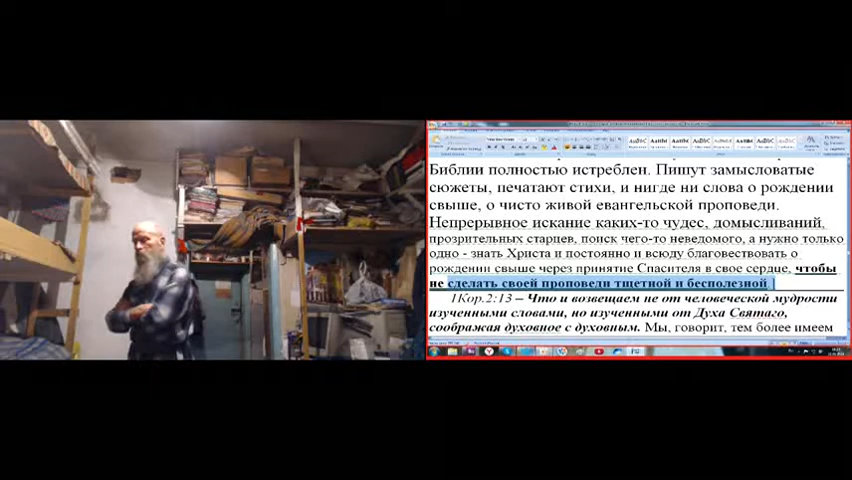 Библии полностью истреблен. Пишут замысловатые
сюжеты, печатают стихи, и нигде ни слова о рождении
свыше, о чисто живой евангельской проповеди.
Непрерывное искание каких-то чудес, домысливаний,
прозрительных старцев, поиск чего-то неведомого, а нужно только
одно - знать Христа и постоянно и всюду благовествовать о
рождении свыше через принятие Спасителя в свое сердце, чтобы
не сделать своей проповеди тщетной и бесполезной
1Кор.2:13 – Что и возвещаем не от человеческой мудрости
изученными словами, но изученными от Духа Святаго,
соображая духовное с духовным. Мы, говорит, тем более имеем